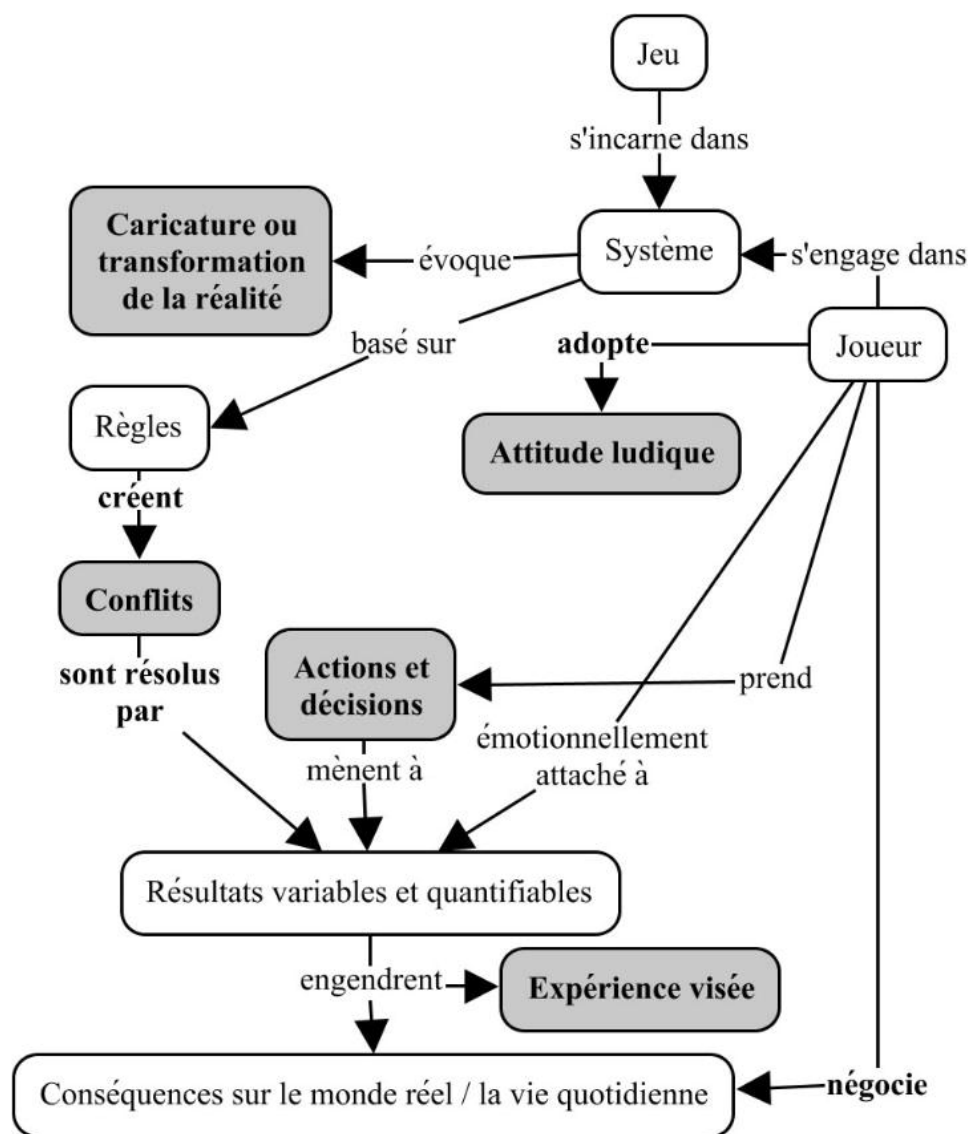 Jeu
s'incarne dans
Caricature ou
transformation
de la réalité
évoque
Système
s'engage dans
basé sur
adopte
Joueur
Règles
Attitude ludique
créent
Conflits
sont résolus
par
Actions et
décisions
prend
mènent à
émotionnellement
attaché à
Résultats variables et quantifiables
engendrent
Expérience visée
Conséquences sur le monde réel / la vie quotidienne
négocie